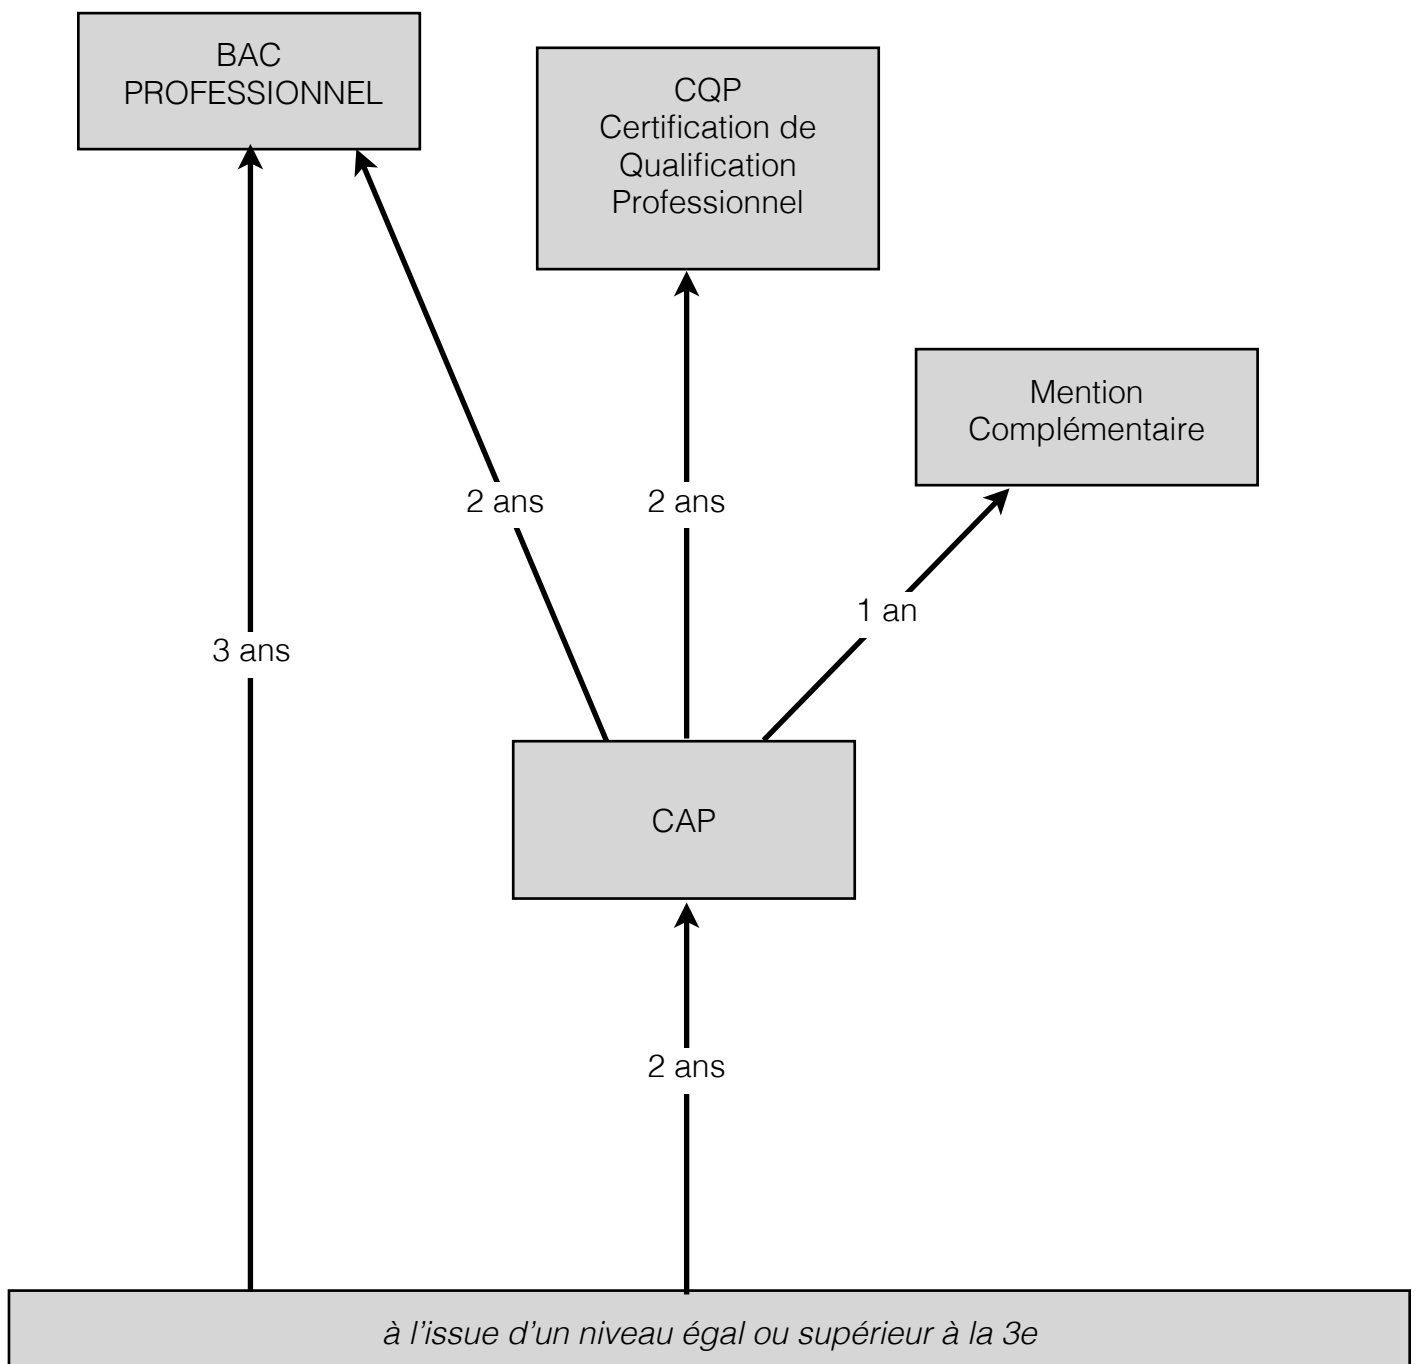 BAC
PROFESSIONNEL
CQP
Certification de
Qualification
Professionnel
Mention
Complémentaire
2 ans
2 ans
1 an
3 ans
CAP
2 ans
à l’issue d’un niveau égal ou supérieur à la 3e